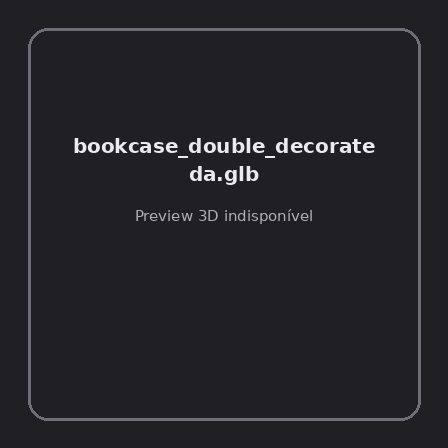 bookcase_double_decorate
da.glb
Preview 3D indisponível